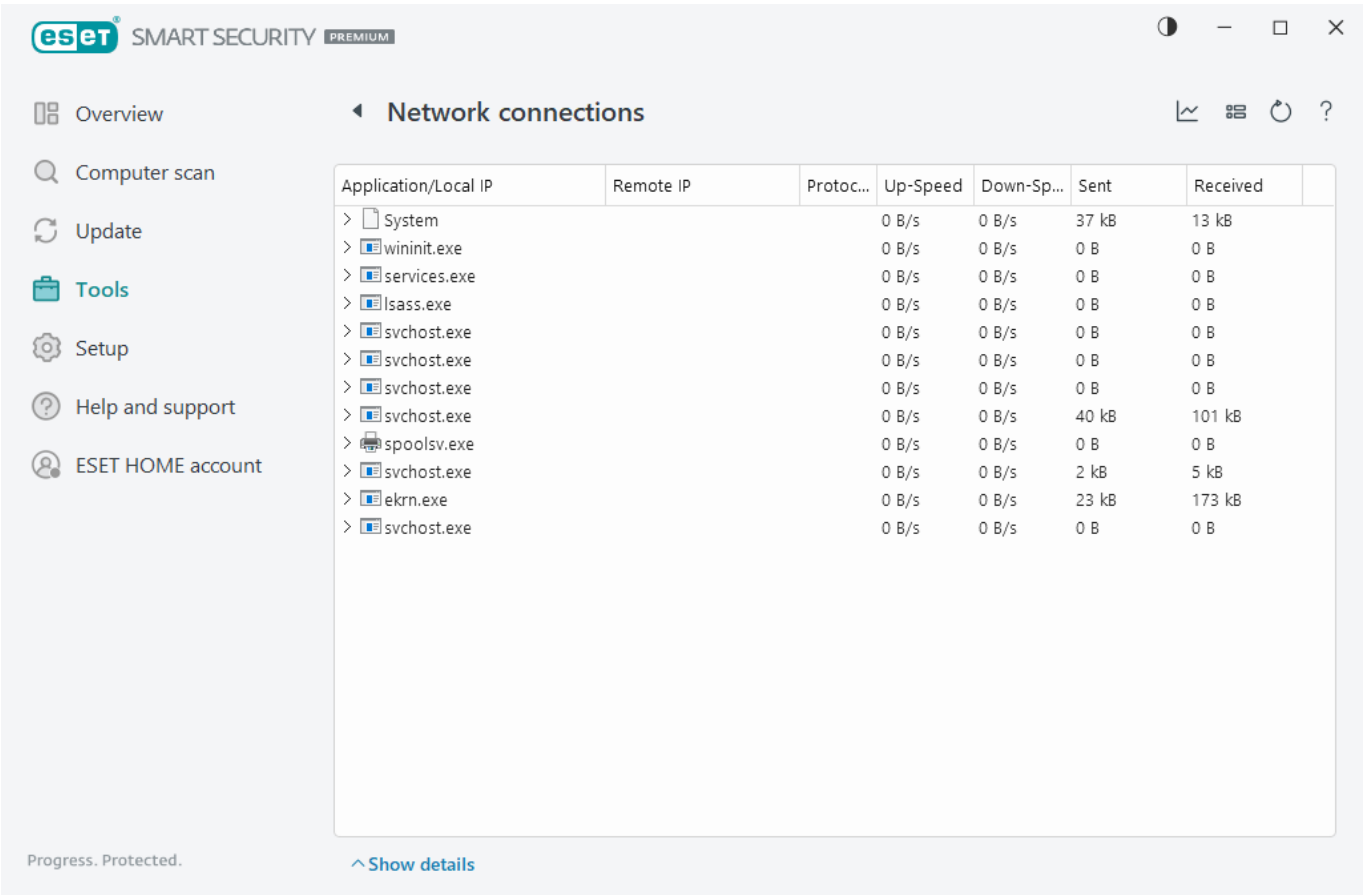 eset® SMART SECURITY PREMIUM
Overview
Computer scan
Update
Tools
Setup
Help and support
ESET HOME account
Progress. Protected.
Network connections ?
Application/Local IP Remote IP Protoc... Up-Speed Down-Sp... Sent Received
System 0 B/s 0 B/s 37 kB 13 kB
wininit.exe 0 B/s 0 B/s 0 B 0 B
services.exe 0 B/s 0 B/s 0 B 0 B
lsass.exe 0 B/s 0 B/s 0 B 0 B
svchost.exe 0 B/s 0 B/s 0 B 0 B
svchost.exe 0 B/s 0 B/s 0 B 0 B
svchost.exe 0 B/s 0 B/s 0 B 0 B
svchost.exe 0 B/s 0 B/s 40 kB 101 kB
spoolsv.exe 0 B/s 0 B/s 0 B 0 B
svchost.exe 0 B/s 0 B/s 2 kB 5 kB
ekrn.exe 0 B/s 0 B/s 23 kB 173 kB
svchost.exe 0 B/s 0 B/s 0 B 0 B
Show details